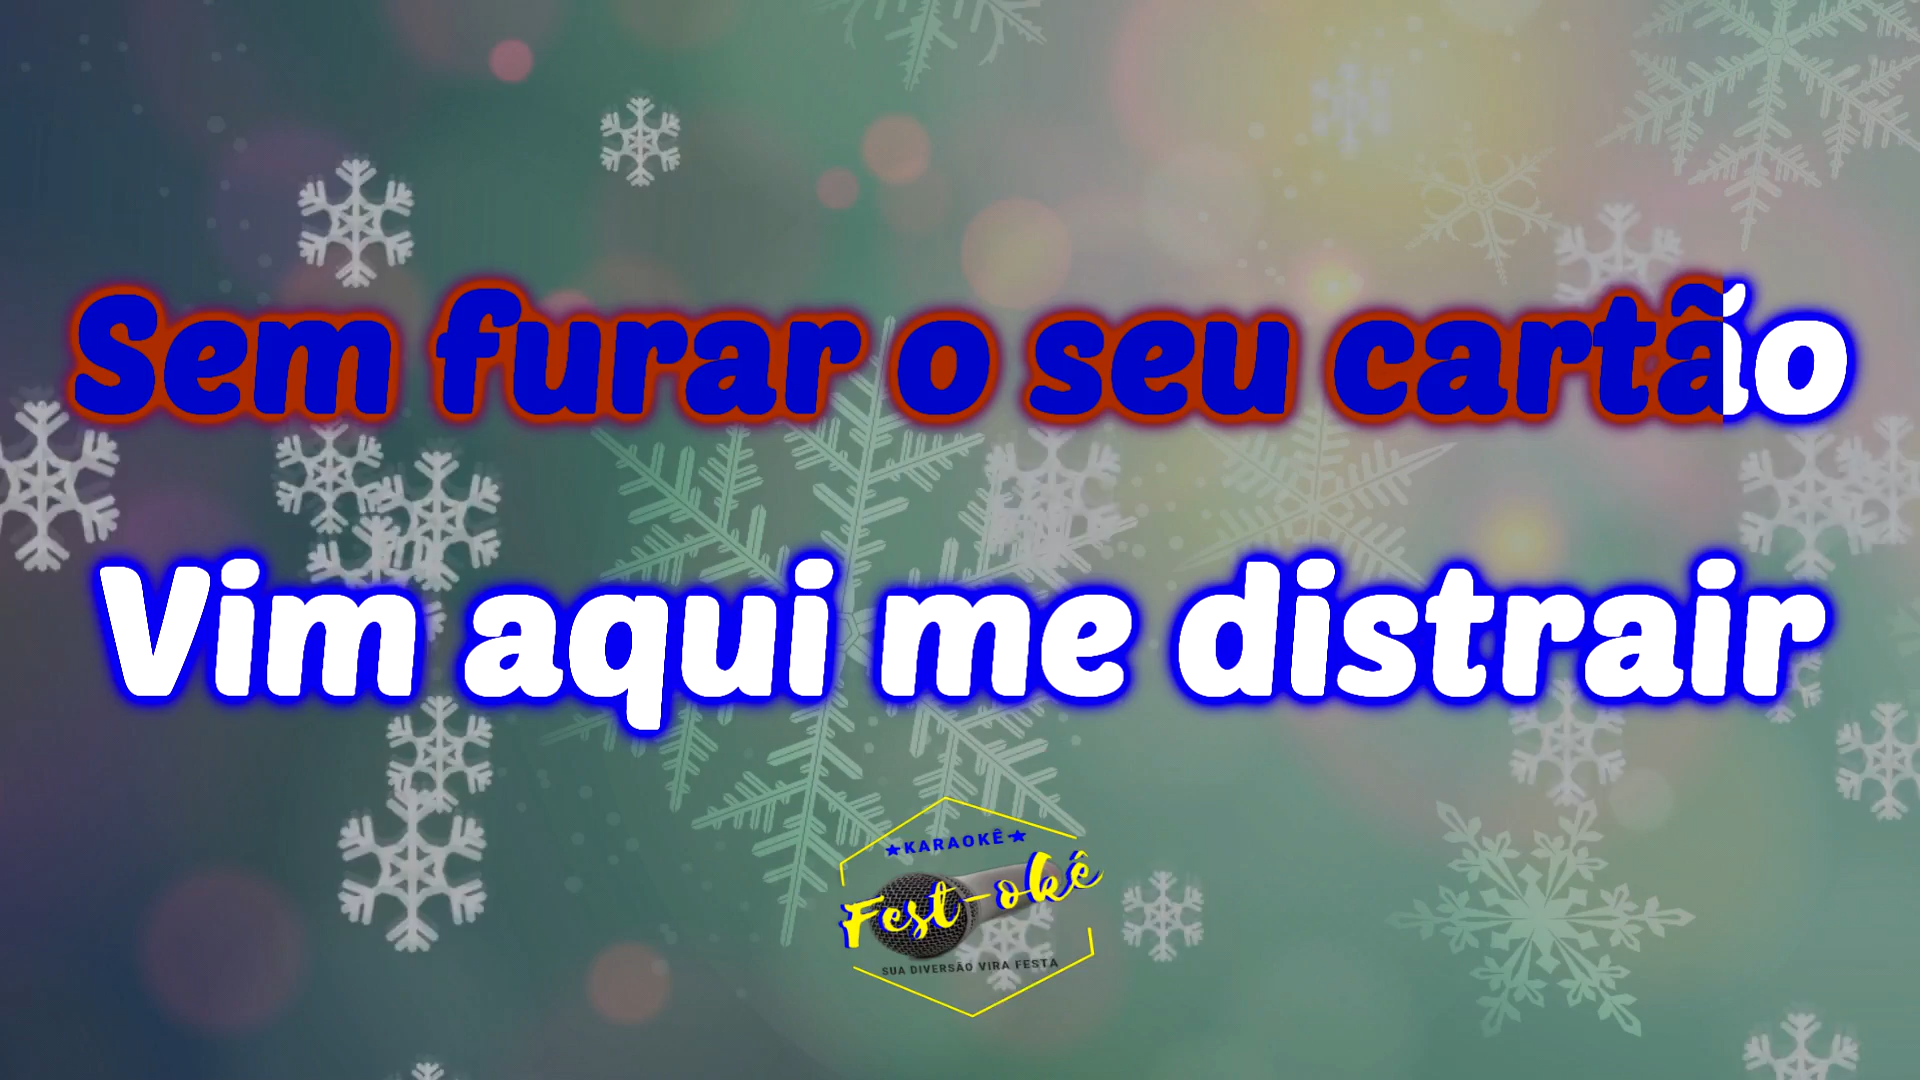 Sem furar o seu cartão
Vim aqui me distrair
★KARAOKÊ★
Fest-okê
SUA DIVERSÃO VIRA FESTA